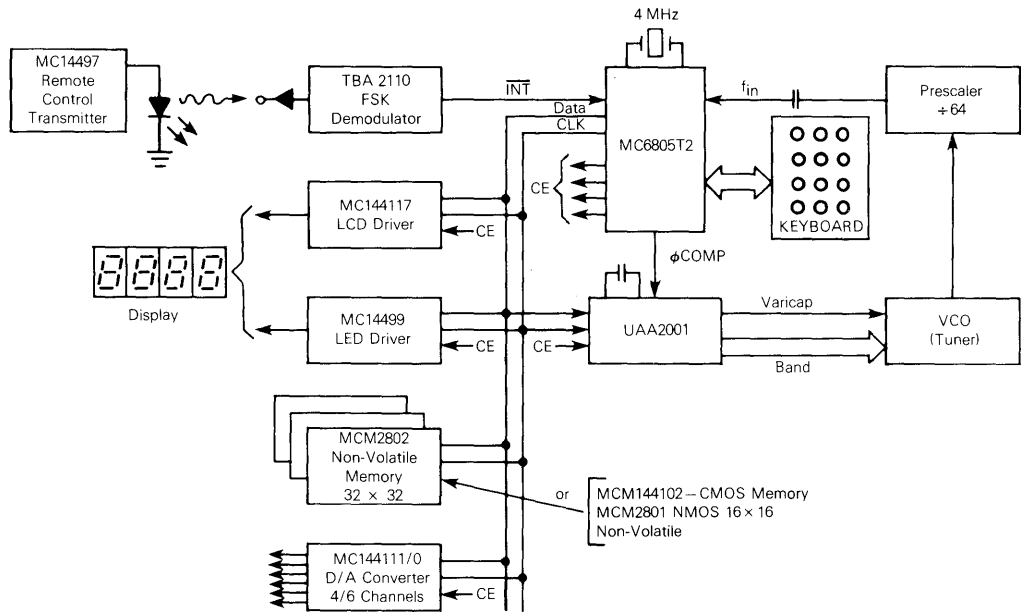 4 MHz
MC14497
Remote
Control
Transmitter
TBA 2110
FSK
Demodulator
INT
Data
CLK
MC6805T2
fin
Prescaler
÷64
CE
KEYBOARD
MC144117
LCD Driver
CE
ϕCOMP
Display
MC14499
LED Driver
CE
CE
UAA2001
Varicap
Band
VCO
(Tuner)
MCM2802
Non-Volatile
Memory
32 × 32
or
MCM144102 – CMOS Memory
MCM2801 NMOS 16 × 16
Non-Volatile
MC144111/0
D/A Converter
4/6 Channels
CE